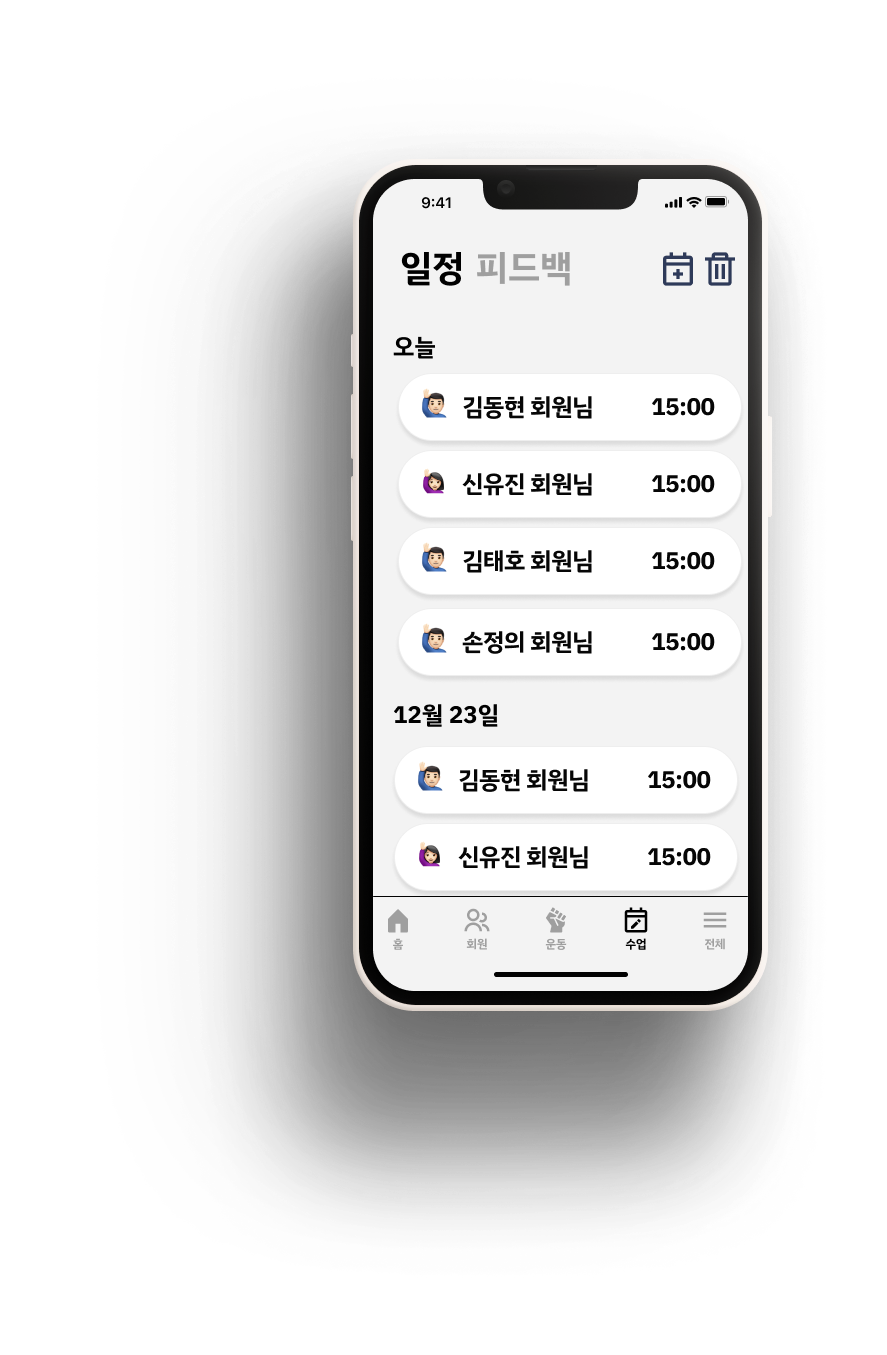 9:41
일정 피드백
오늘
김동현 회원님 15:00
신유진 회원님 15:00
김태호 회원님 15:00
손정의 회원님 15:00
12월 23일
김동현 회원님 15:00
신유진 회원님 15:00
홈 회원 운동 수업 전체